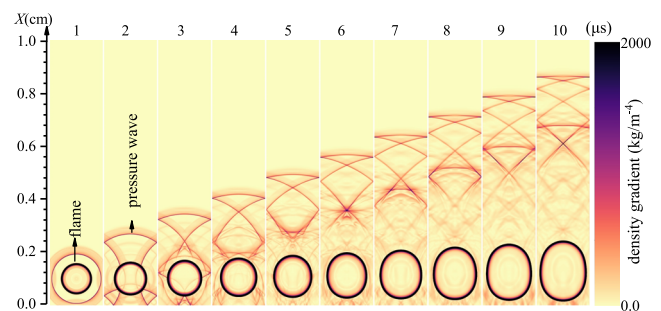 X(cm)
1 2 3 4 5 6 7 8 9 10 (μs)
1.0
0.8
0.6
0.4
0.2
0.0
flame
pressure wave
2000
0.0
density gradient (kg/m⁻⁴)